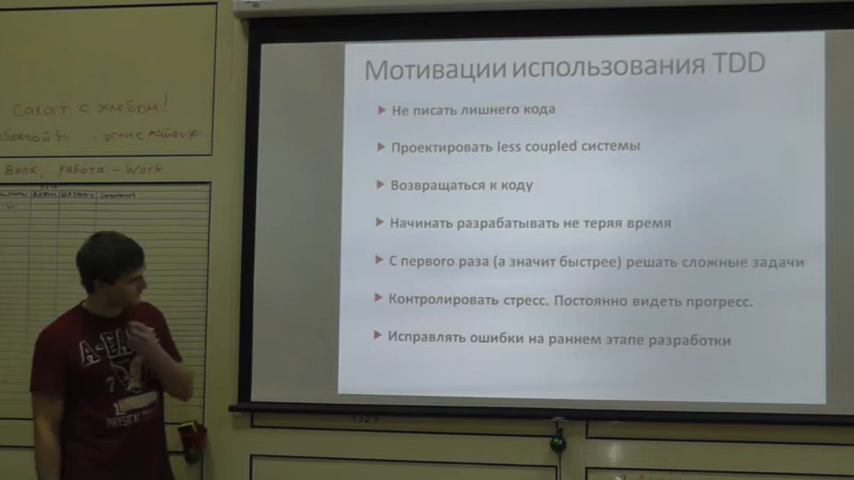 Салат с хлебом!
работа - Work
Мотивации использования TDD
Не писать лишнего кода
Проектировать less coupled системы
Возвращаться к коду
Начинать разрабатывать не теряя время
С первого раза (а значит быстрее) решать сложные задачи
Контролировать стресс. Постоянно видеть прогресс.
Исправлять ошибки на раннем этапе разработки